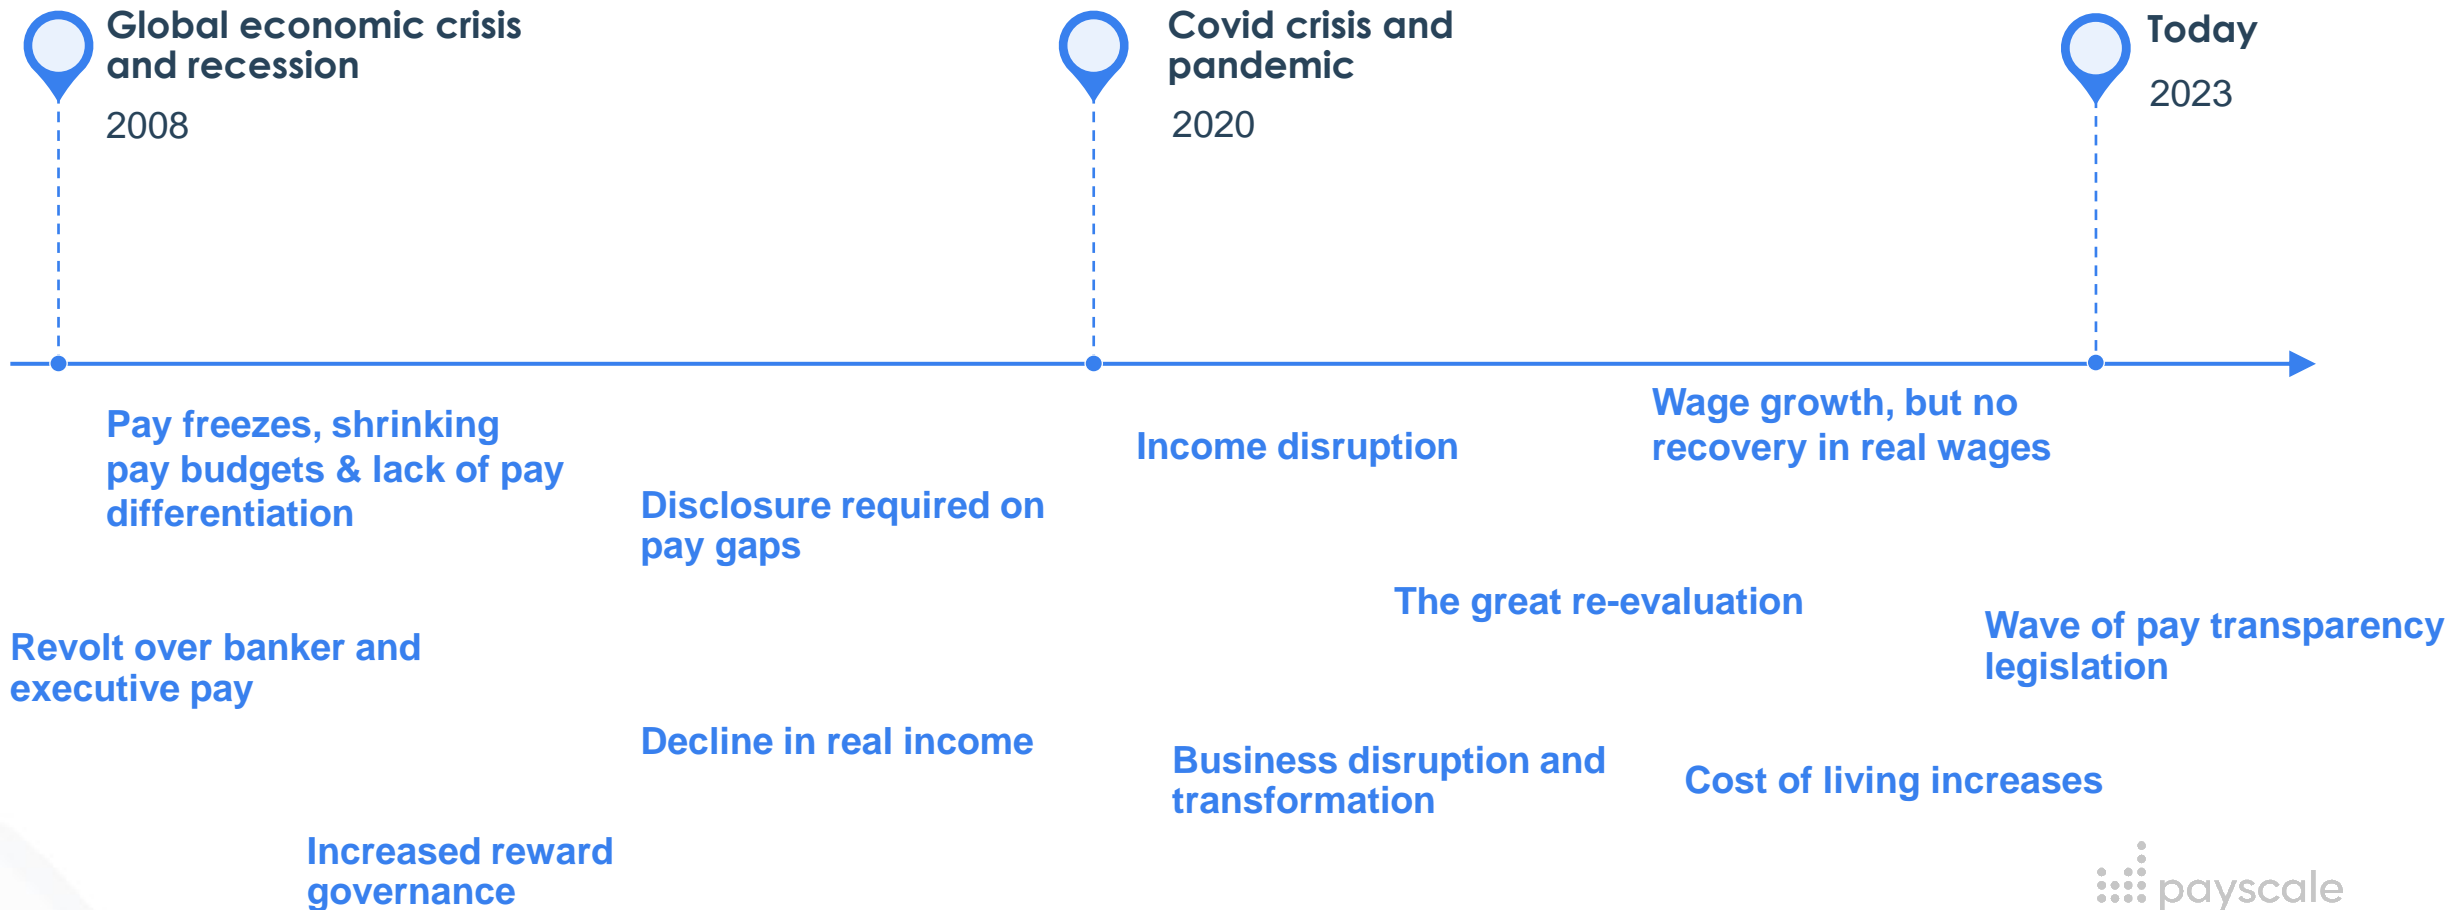 Global economic crisis
and recession
2008
Covid crisis and
pandemic
2020
Today
2023
Pay freezes, shrinking
pay budgets & lack of pay
differentiation
Disclosure required on
pay gaps
Income disruption
Wage growth, but no
recovery in real wages
Revolt over banker and
executive pay
The great re-evaluation
Wave of pay transparency
legislation
Decline in real income
Business disruption and
transformation
Cost of living increases
Increased reward
governance
payscale